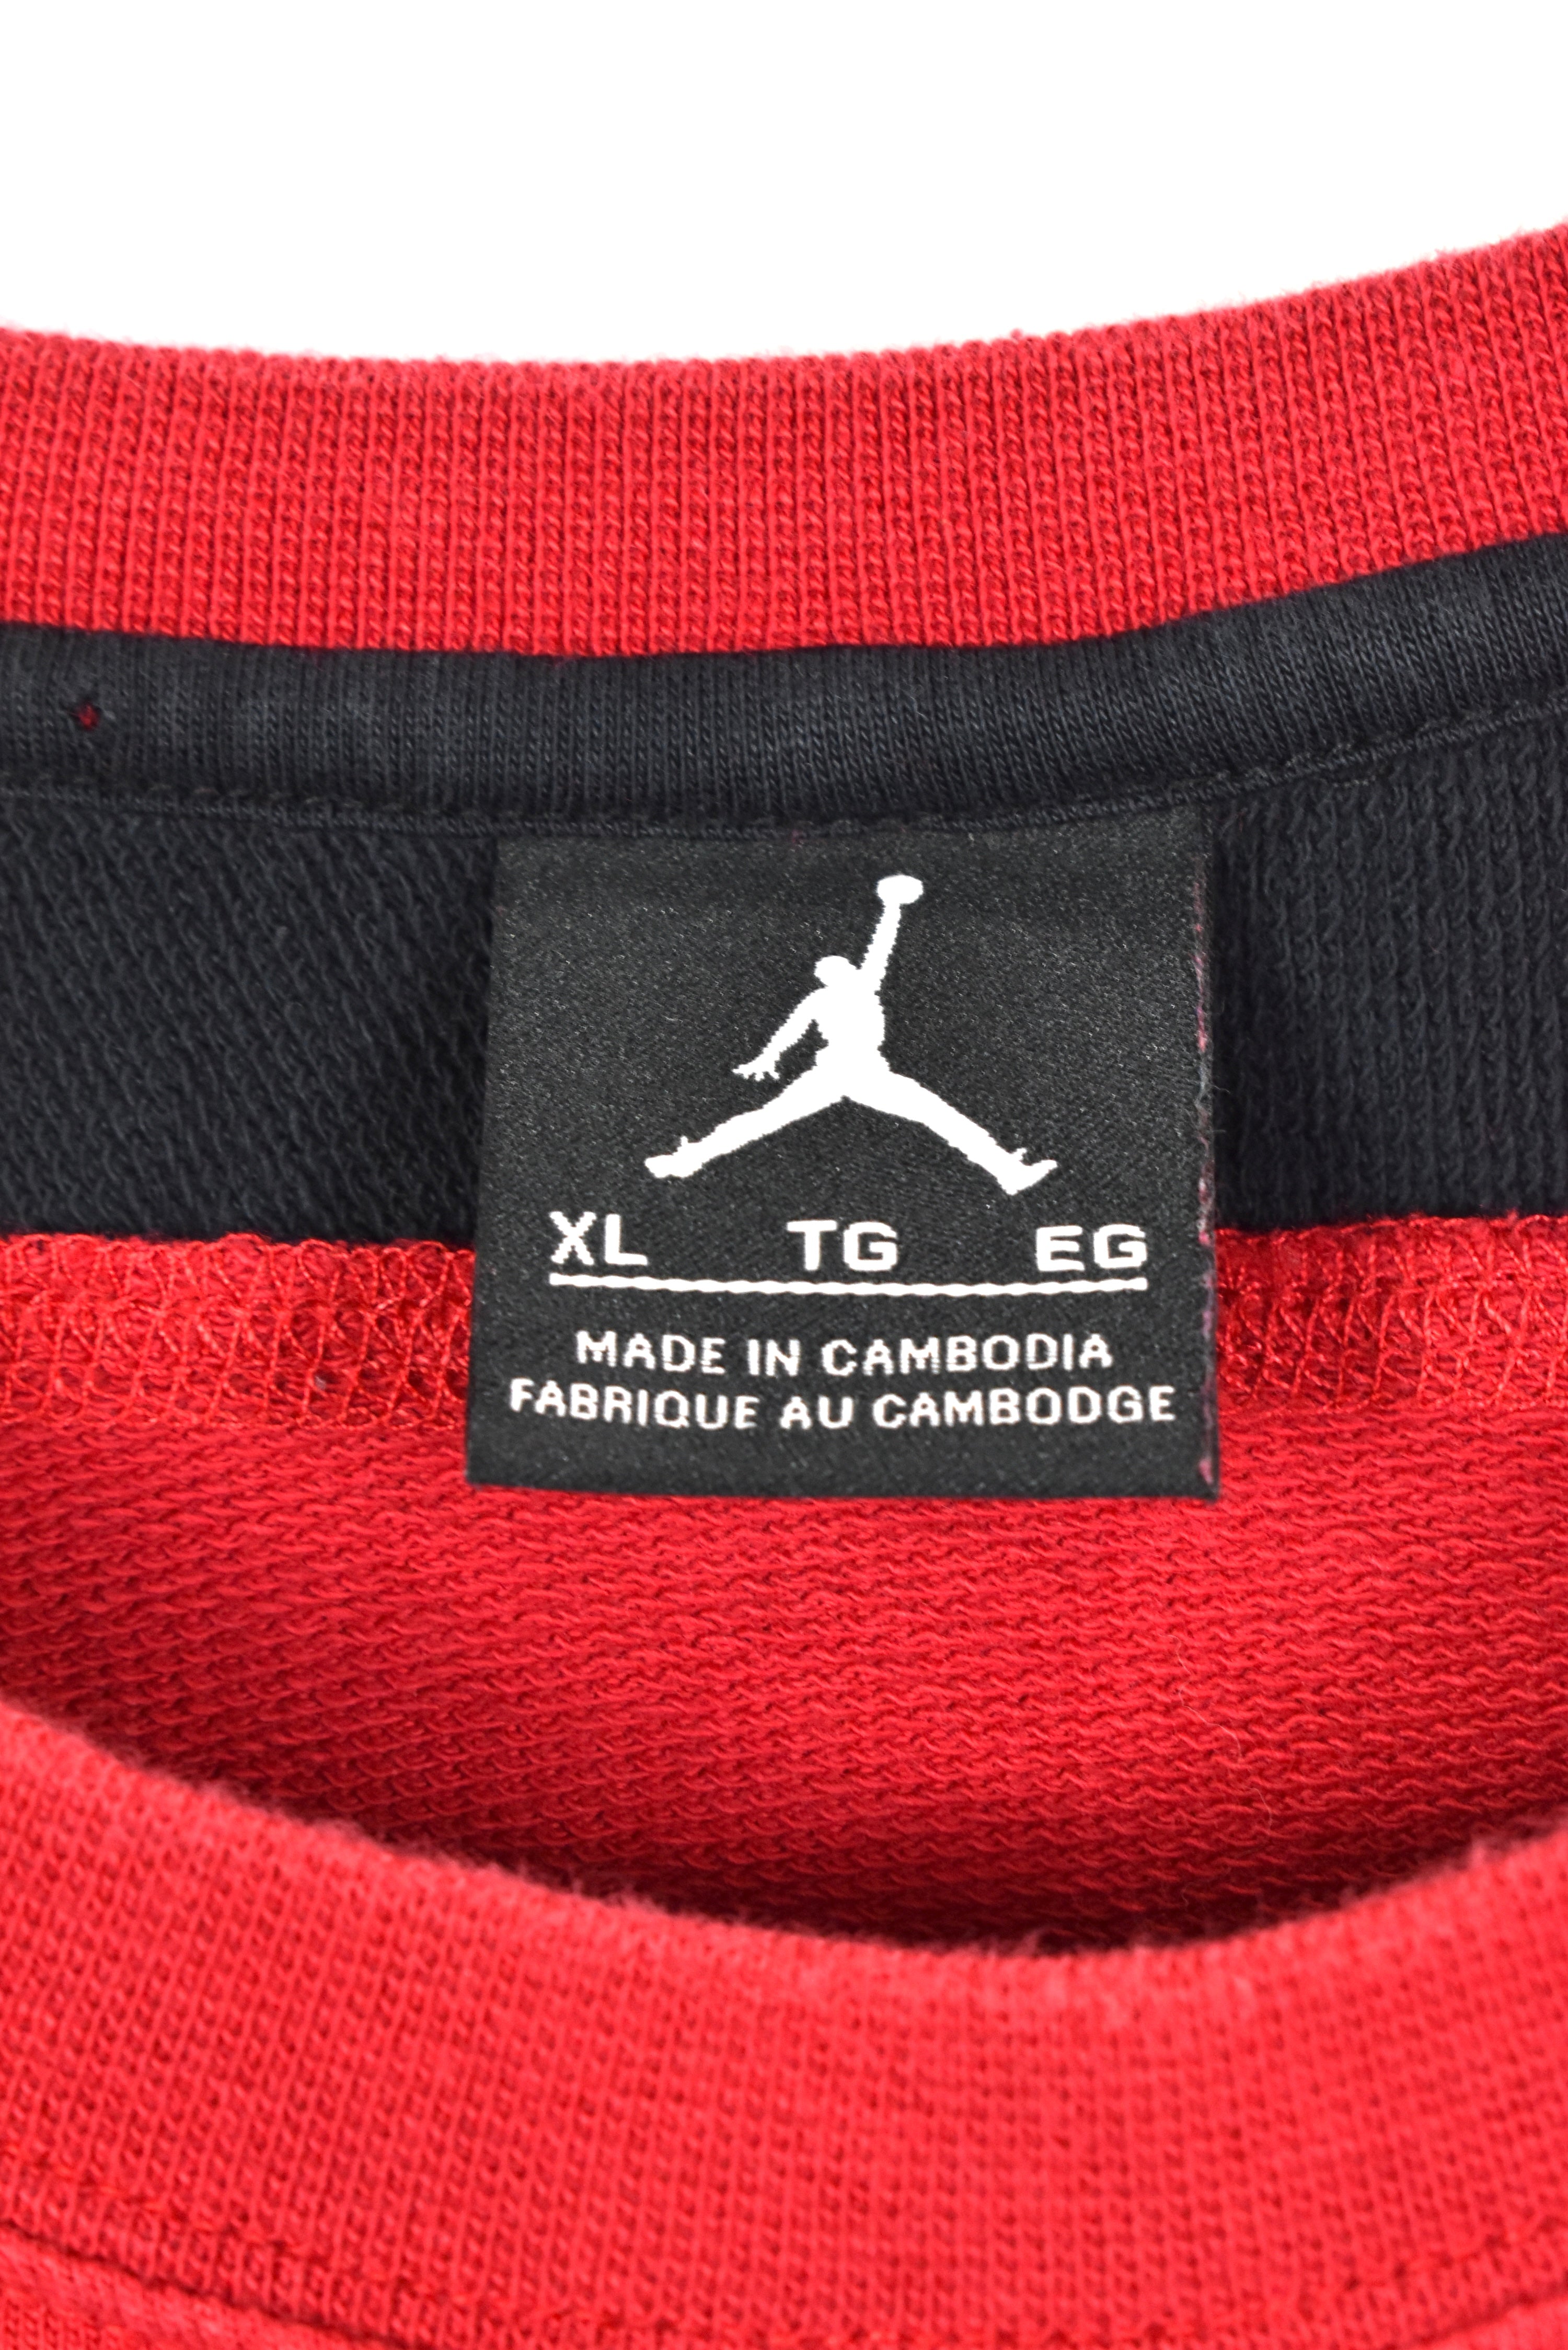 XL TG EG
MADE IN CAMBODIA
FABRIQUE AU CAMBODGE